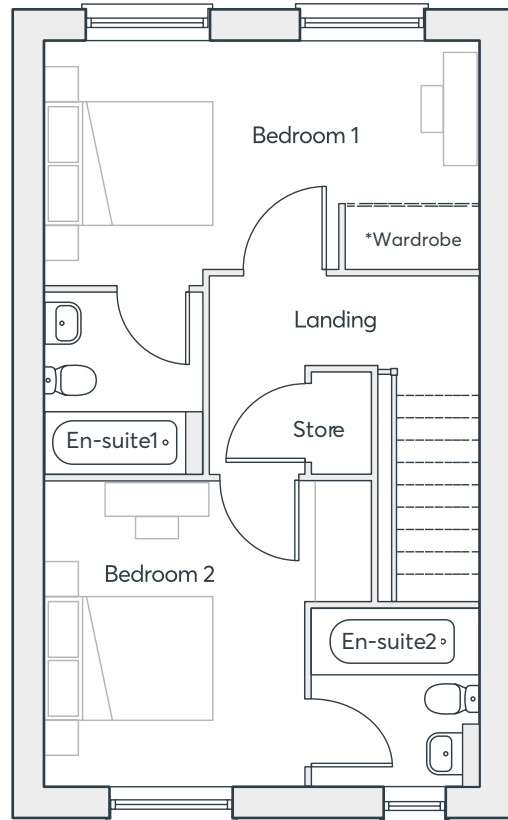 Bedroom 1
*Wardrobe
Landing
Store
En-suite1
Bedroom 2
En-suite2